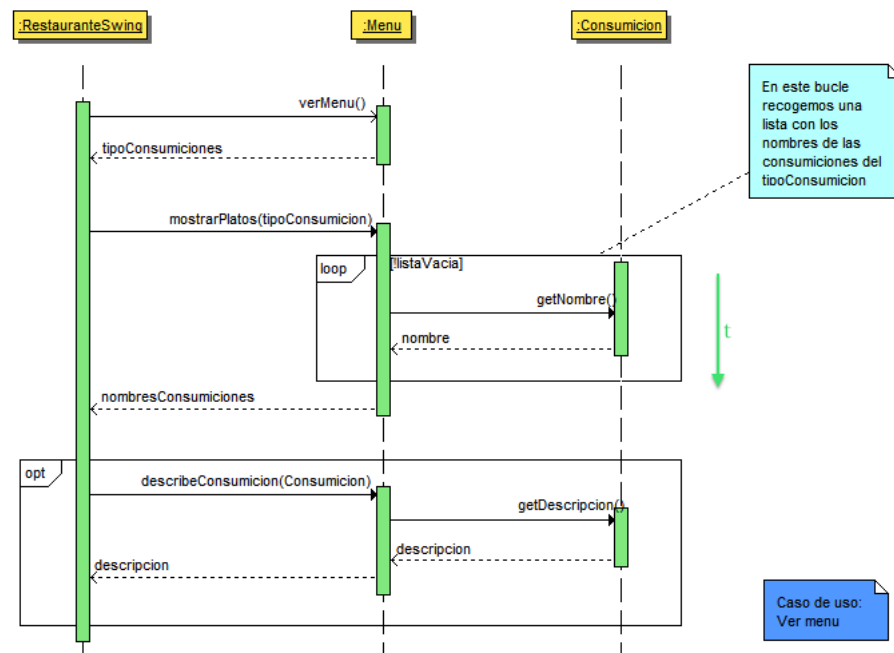 :RestauranteSwing
:Menu
:Consumicion
En este bucle
recogemos una
lista con los
nombres de las
consumiciones del
tipoConsumicion
verMenu()
tipoConsumiciones
mostrarPlatos(tipoConsumicion)
loop
[!listaVacia]
getNombre()
nombre
t
nombresConsumiciones
opt
describeConsumicion(Consumicion)
getDescripcion()
descripcion
descripcion
Caso de uso:
Ver menu